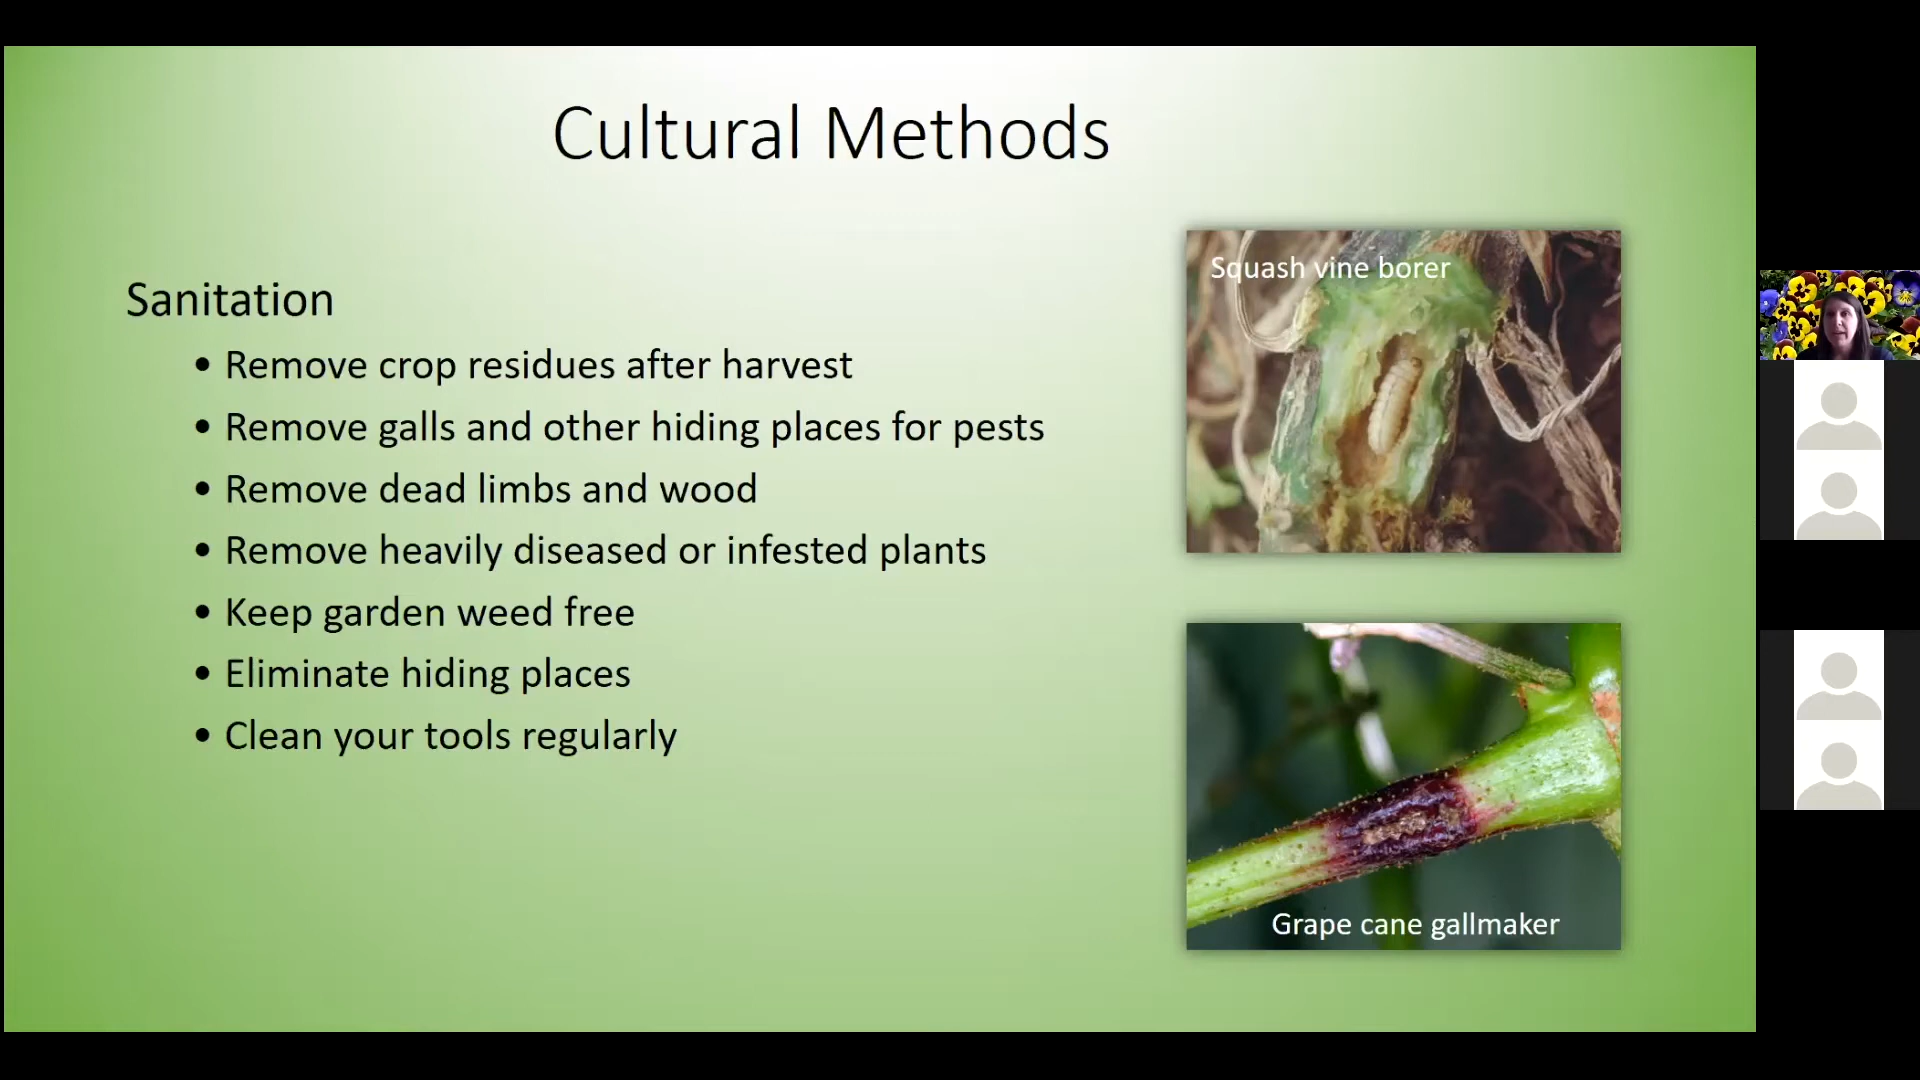 Cultural Methods
Sanitation
• Remove crop residues after harvest
• Remove galls and other hiding places for pests
• Remove dead limbs and wood
• Remove heavily diseased or infested plants
• Keep garden weed free
• Eliminate hiding places
• Clean your tools regularly
Squash vine borer
Grape cane gallmaker